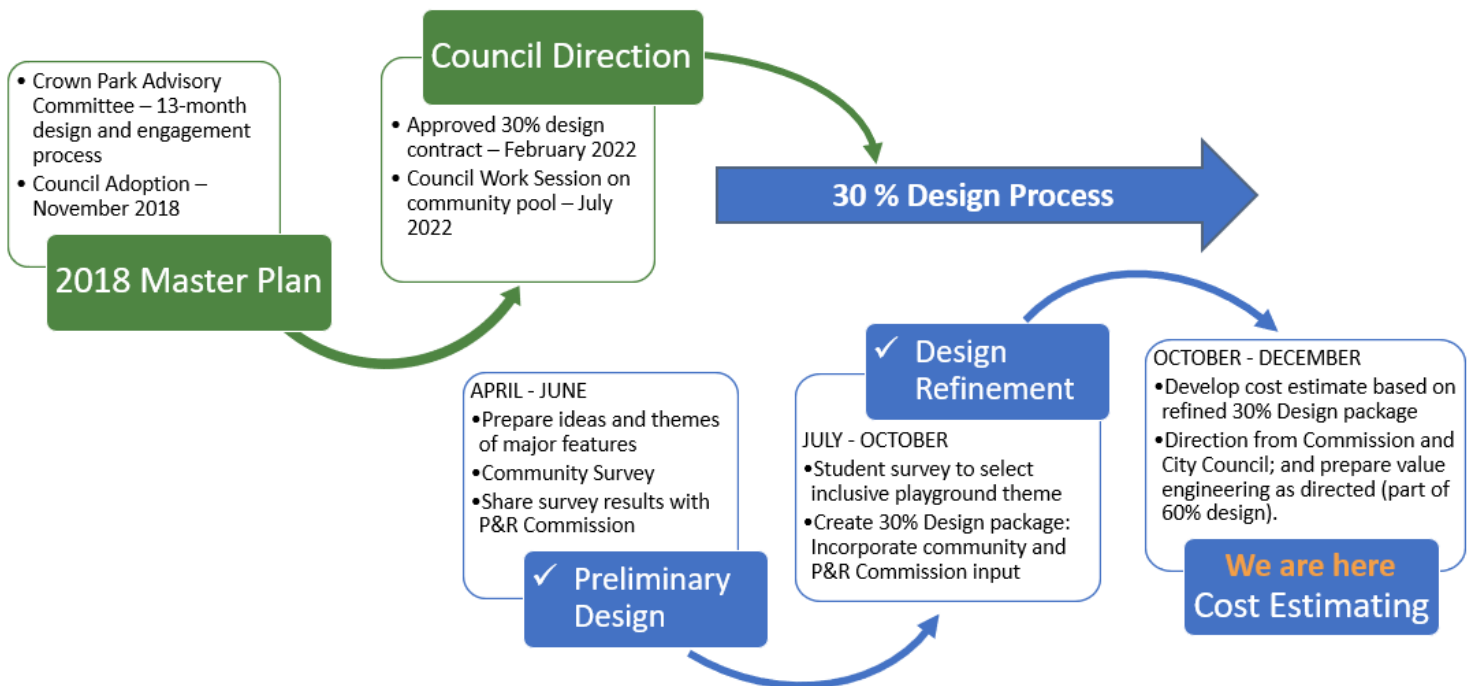 • Crown Park Advisory
Committee – 13-month
design and engagement
process
• Council Adoption –
November 2018
2018 Master Plan
Council Direction
• Approved 30% design
contract – February 2022
• Council Work Session on
community pool – July
2022
30 % Design Process
APRIL - JUNE
•Prepare ideas and themes
of major features
•Community Survey
•Share survey results with
P&R Commission
✓ Preliminary
Design
✓ Design
Refinement
JULY - OCTOBER
•Student survey to select
inclusive playground theme
•Create 30% Design package:
Incorporate community and
P&R Commission input
OCTOBER - DECEMBER
•Develop cost estimate based on
refined 30% Design package
•Direction from Commission and
City Council; and prepare value
engineering as directed (part of
60% design).
We are here
Cost Estimating